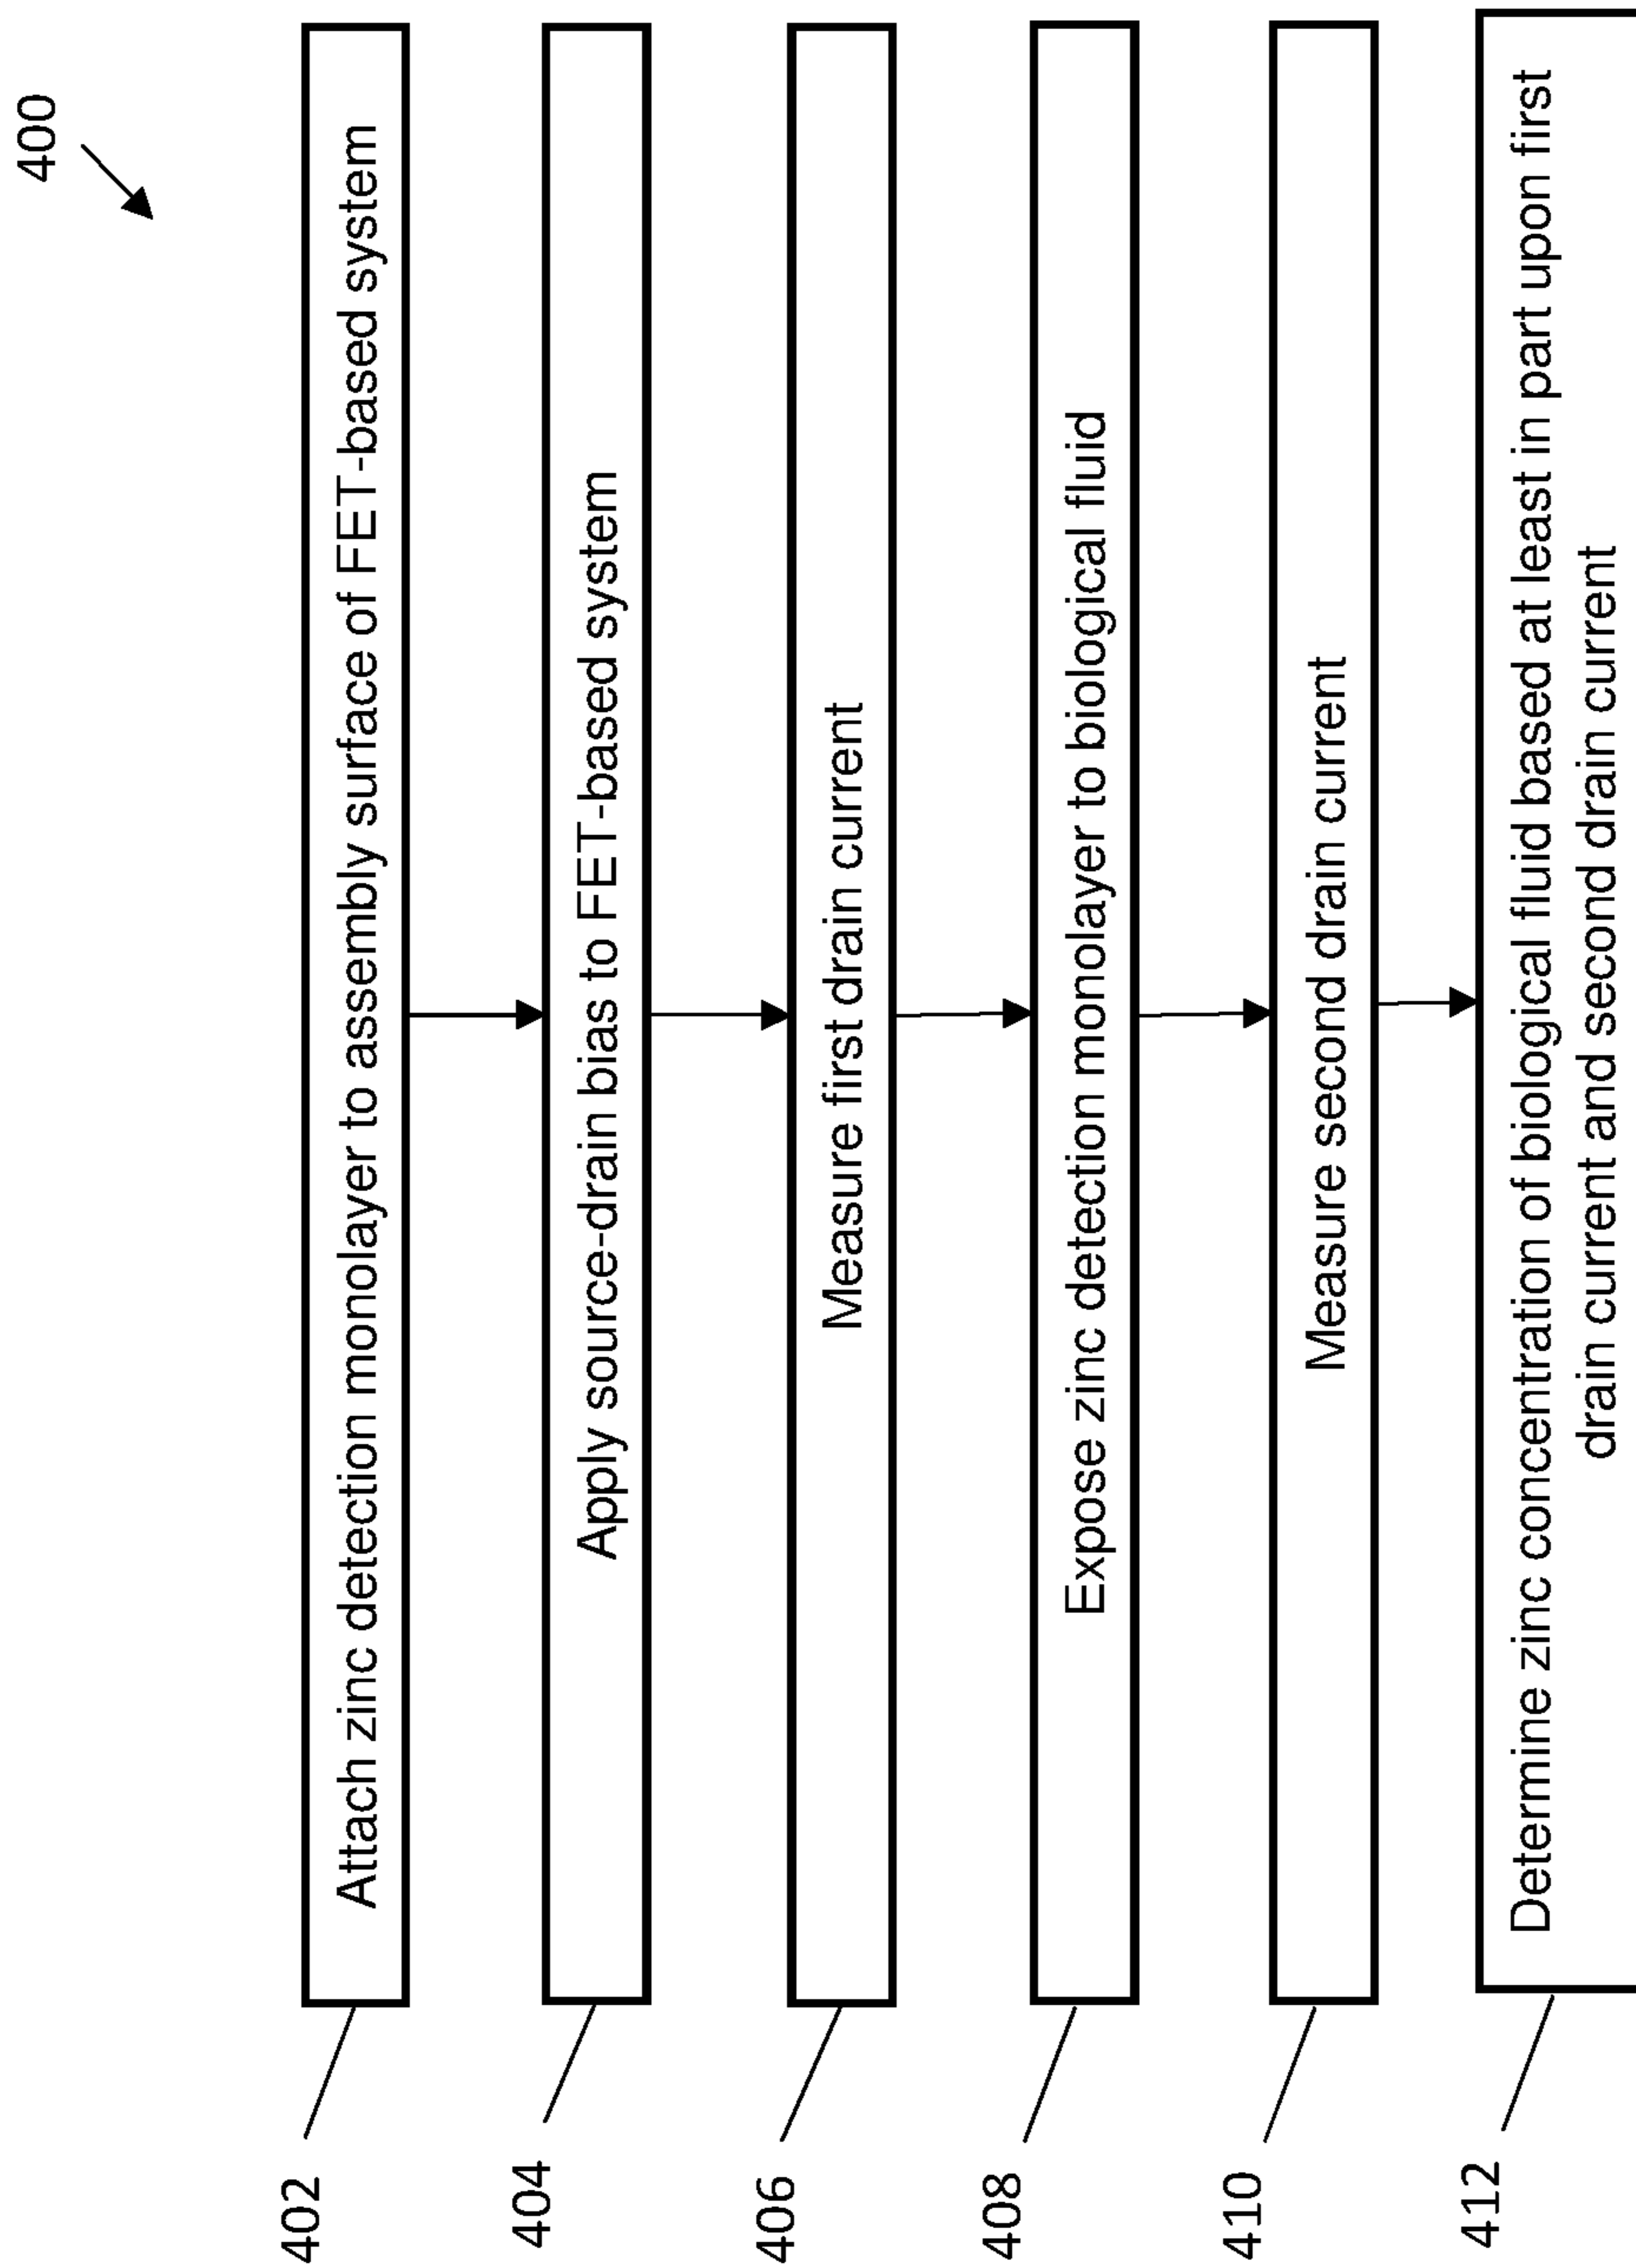 400
402
Attach zinc detection monolayer to assembly surface of FET-based system
404
Apply source-drain bias to FET-based system
406
Measure first drain current
408
Expose zinc detection monolayer to biological fluid
410
Measure second drain current
412
Determine zinc concentration of biological fluid based at least in part upon first
drain current and second drain current